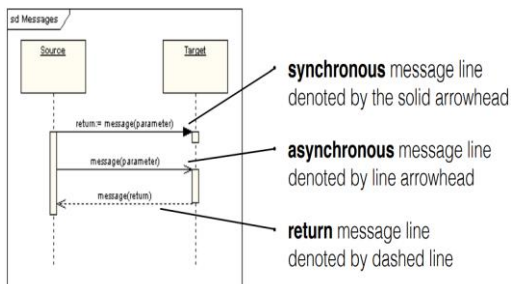 sd Messages
Source
Target
return:= message(parameter)
message(parameter)
message(return)
synchronous message line
denoted by the solid arrowhead
asynchronous message line
denoted by line arrowhead
return message line
denoted by dashed line